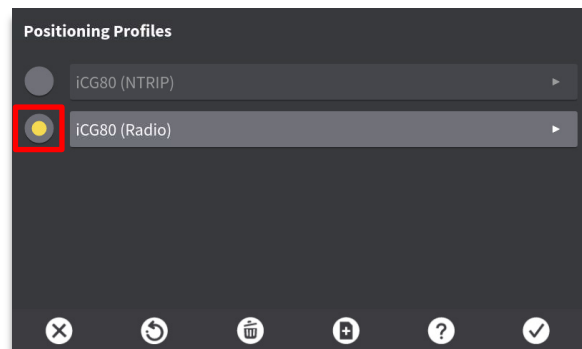 Positioning Profiles
iCG80 (NTRIP)
iCG80 (Radio)
?